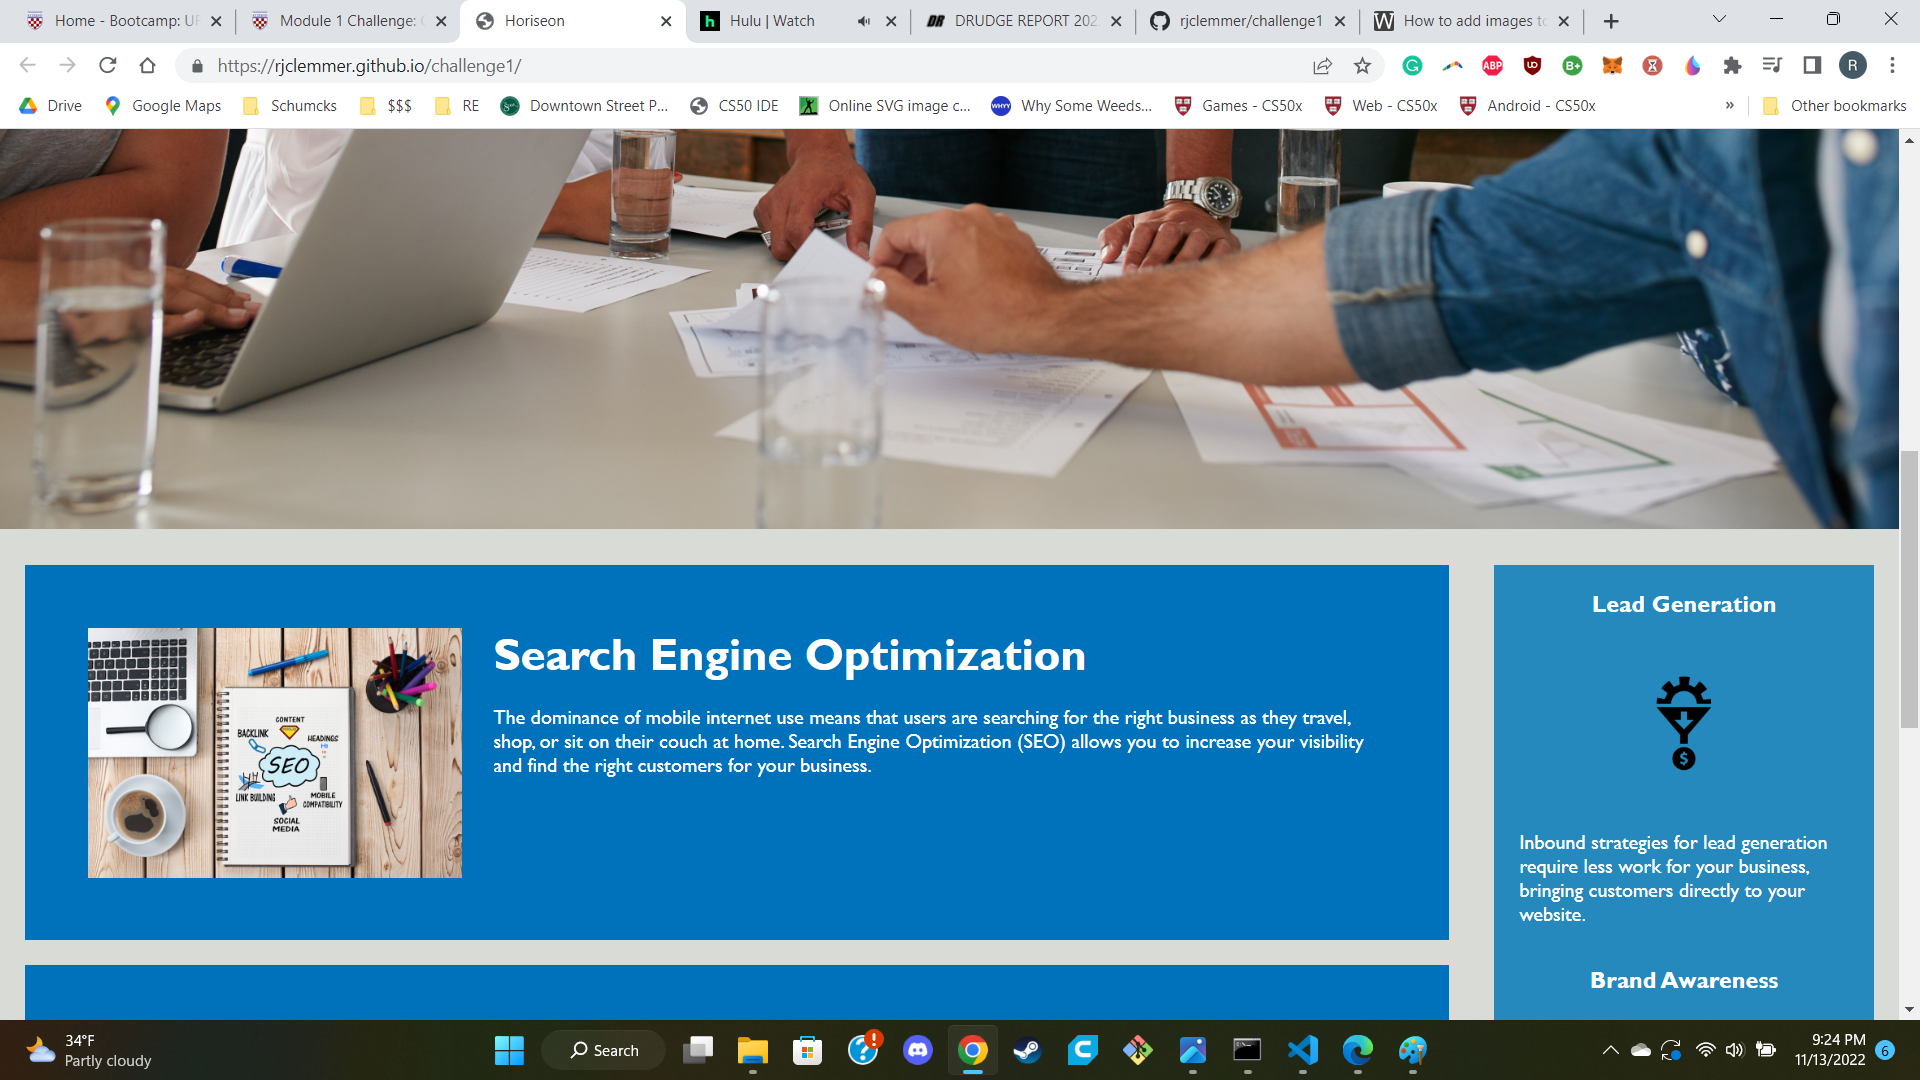 Home - Bootcamp: UP
Module 1 Challenge:
Horiseon
Hulu | Watch
DRUDGE REPORT 202
rjclemmer/challenge1
How to add images to
https://rjclemmer.github.io/challenge1/
ABP
UD
B+
R
Drive
Google Maps
Schumcks
$$$
RE
Downtown Street P...
CS50 IDE
Online SVG image c...
WHYY
Why Some Weeds...
Games - CS50x
Web - CS50x
Android - CS50x
»
Other bookmarks
Search Engine Optimization
The dominance of mobile internet use means that users are searching for the right business as they travel,
shop, or sit on their couch at home. Search Engine Optimization (SEO) allows you to increase your visibility
and find the right customers for your business.
CONTENT
BACKLINK
HEADINGS
SEO
LINK BUILDING
MOBILE
COMPATIBILITY
SOCIAL
MEDIA
Lead Generation
$
Inbound strategies for lead generation
require less work for your business,
bringing customers directly to your
website.
Brand Awareness
34°F
Partly cloudy
Search
9:24 PM
11/13/2022
6